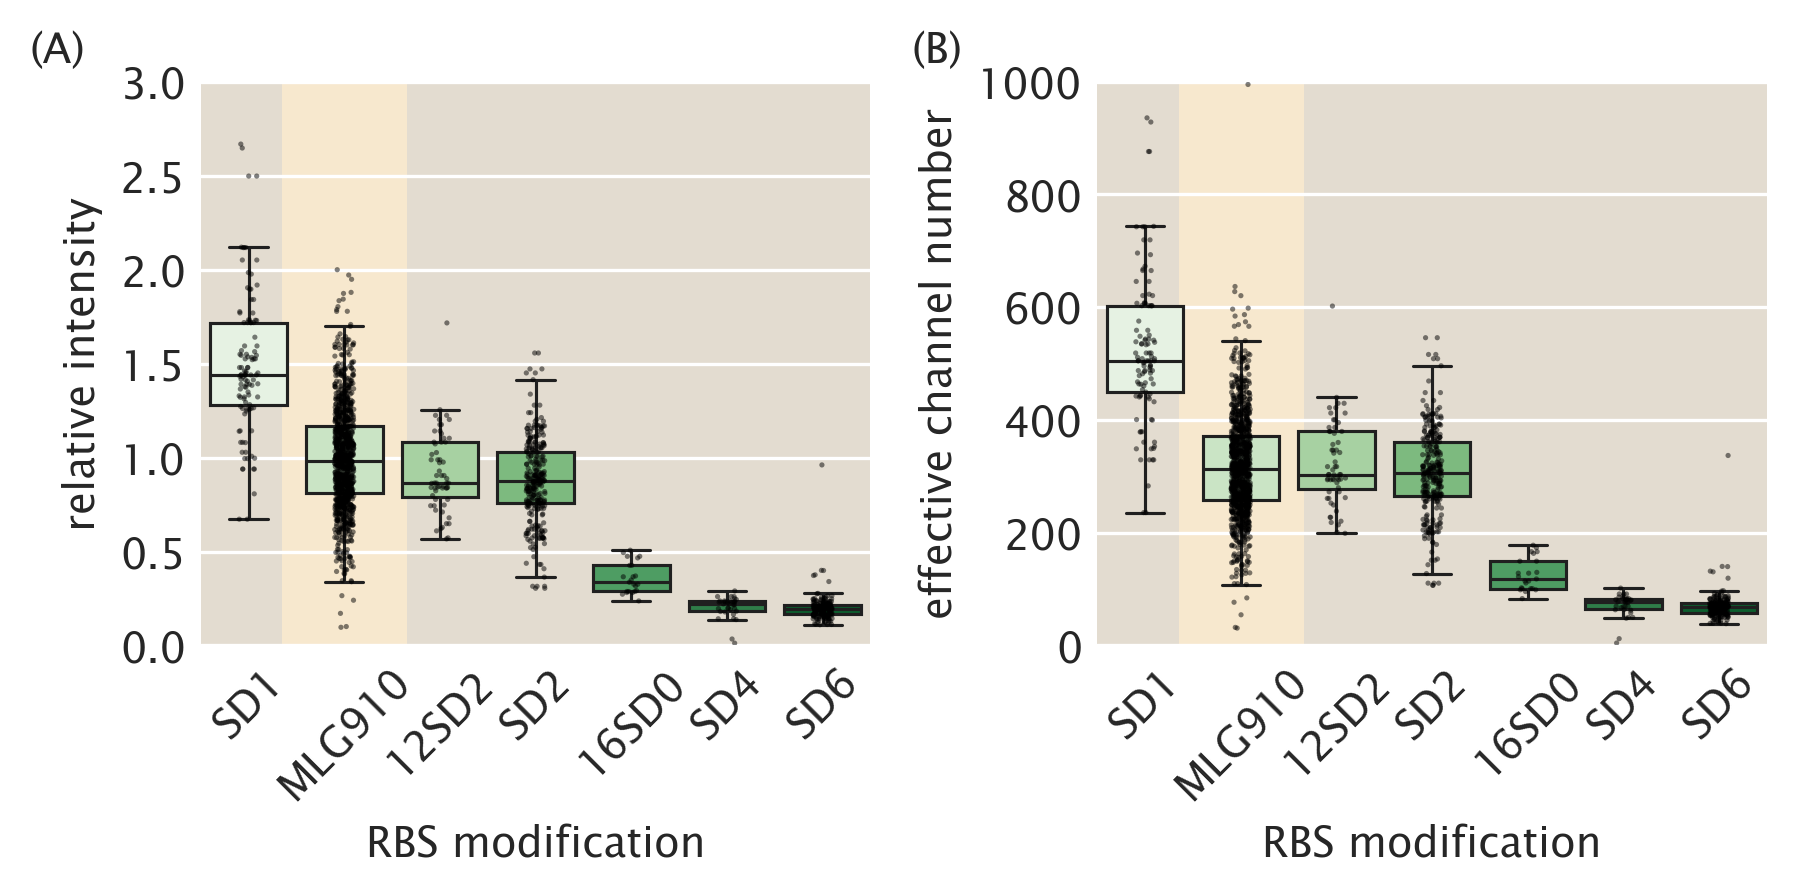 (A)
3.0
2.5
2.0
1.5
1.0
0.5
0.0
relative intensity
SD1
MLG910
12SD2
SD2
16SD0
SD4
SD6
RBS modification
(B)
1000
800
600
400
200
0
effective channel number
SD1
MLG910
12SD2
SD2
16SD0
SD4
SD6
RBS modification